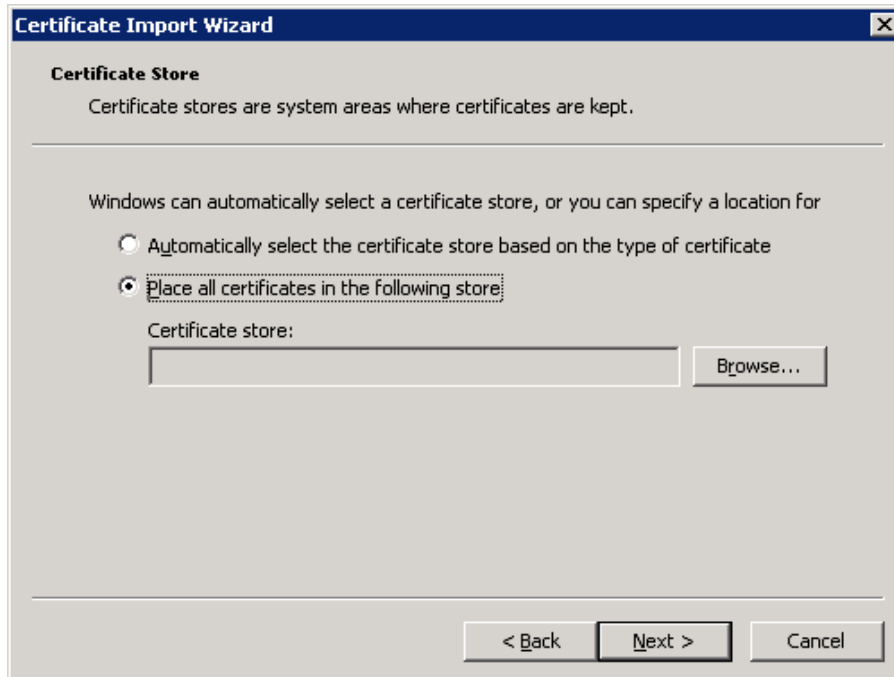 Certificate Import Wizard
Certificate Store
Certificate stores are system areas where certificates are kept.
Windows can automatically select a certificate store, or you can specify a location for
Automatically select the certificate store based on the type of certificate
Place all certificates in the following store
Certificate store:
Browse...
< Back
Next >
Cancel